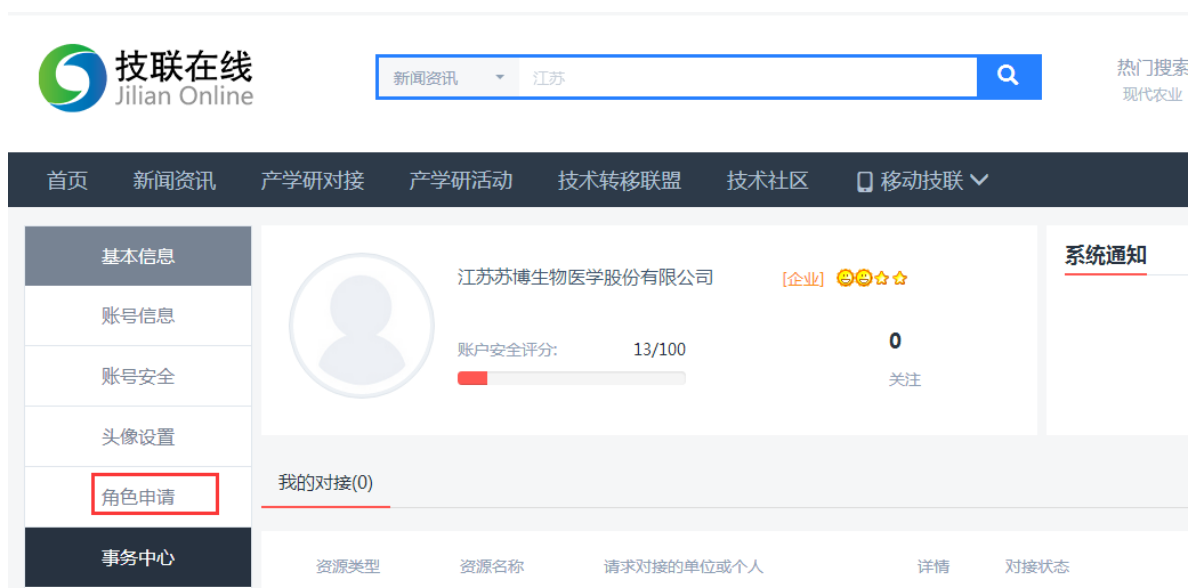 技联在线
Jilian Online
新闻资讯 江苏
热门搜索
现代农业
首页 新闻资讯 产学研对接 产学研活动 技术转移联盟 技术社区 移动技联
基本信息
账号信息
账号安全
头像设置
角色申请
事务中心
江苏苏博生物医学股份有限公司 [企业]
账户安全评分: 13/100
0
关注
系统通知
我的对接(0)
资源类型 资源名称 请求对接的单位或个人 详情 对接状态